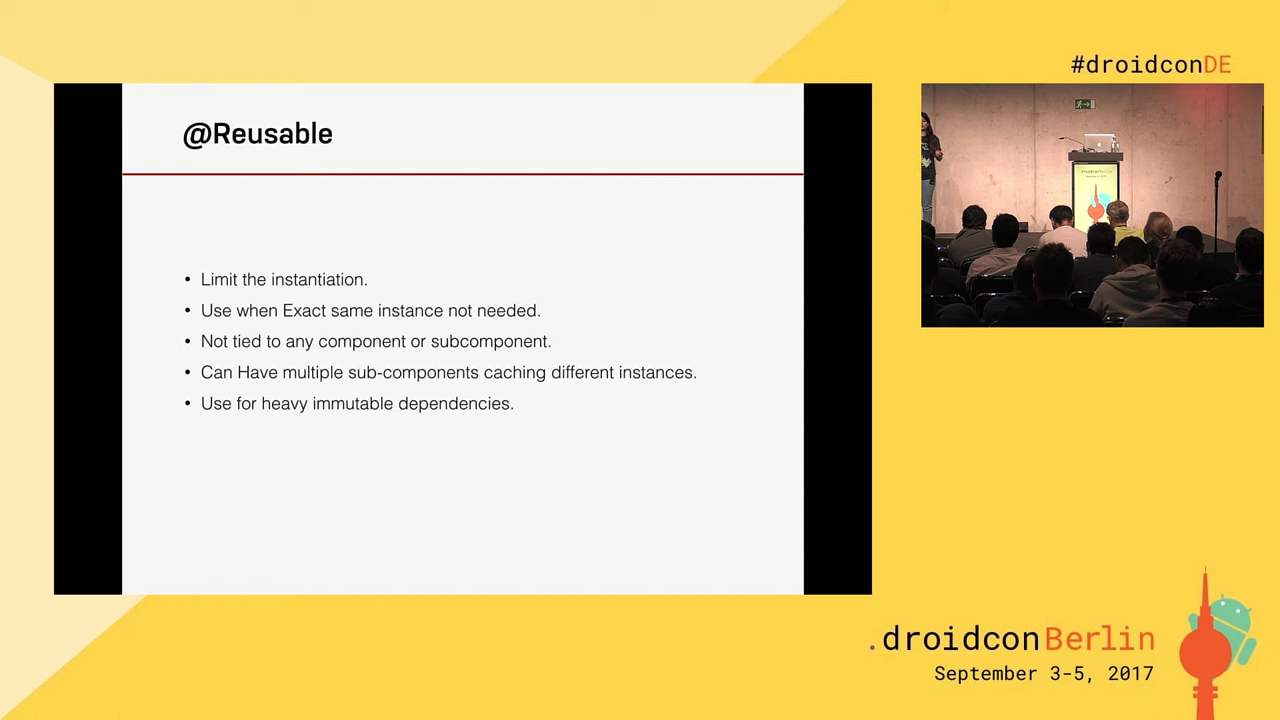 #droidconDE
@Reusable
• Limit the instantiation.
• Use when Exact same instance not needed.
• Not tied to any component or subcomponent.
• Can Have multiple sub-components caching different instances.
• Use for heavy immutable dependencies.
.droidconBerlin
September 3-5, 2017